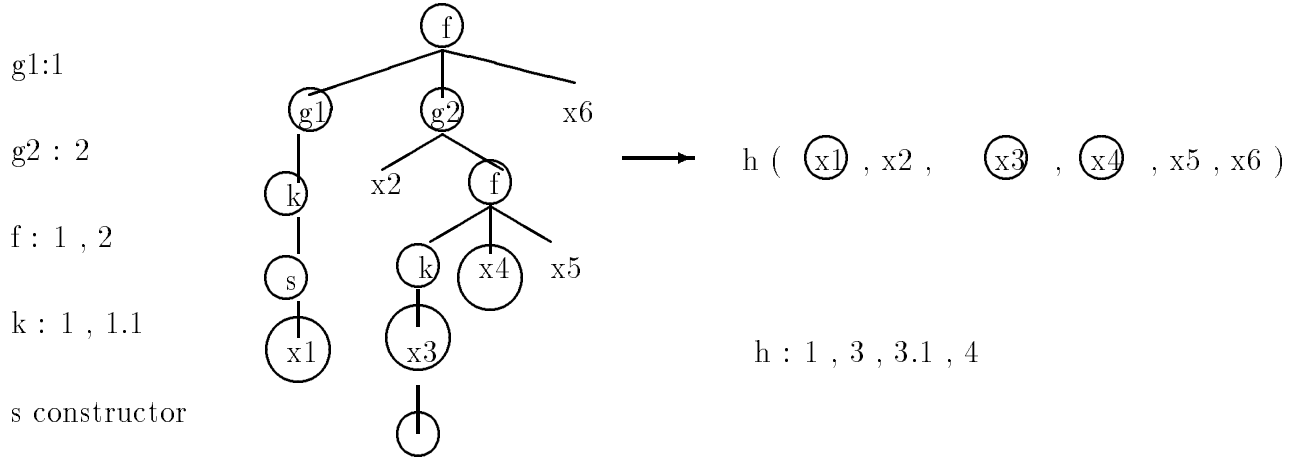 f
g1:1
g1 g2 x6
g2 : 2
h ( x1 , x2 , x3 , x4 , x5 , x6 )
k x2 f
f : 1 , 2
s k x4 x5
k : 1 , 1.1
x1 x3
h : 1 , 3 , 3.1 , 4
s constructor